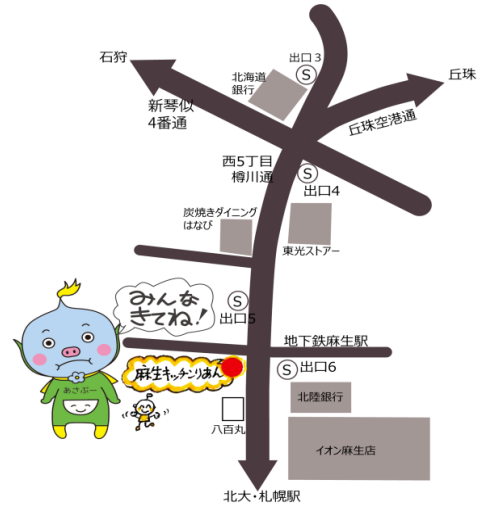 出口3
S
石狩
丘珠
北海道
銀行
新琴似
4番通
丘珠空港通
西5丁目
樽川通
S
出口4
炭焼きダイニング
はなび
東光ストアー
みんな
きてね!
S
出口5
地下鉄麻生駅
麻生キッチンりあん
S
出口6
あさぶー
北陸銀行
八百丸
イオン麻生店
北大・札幌駅